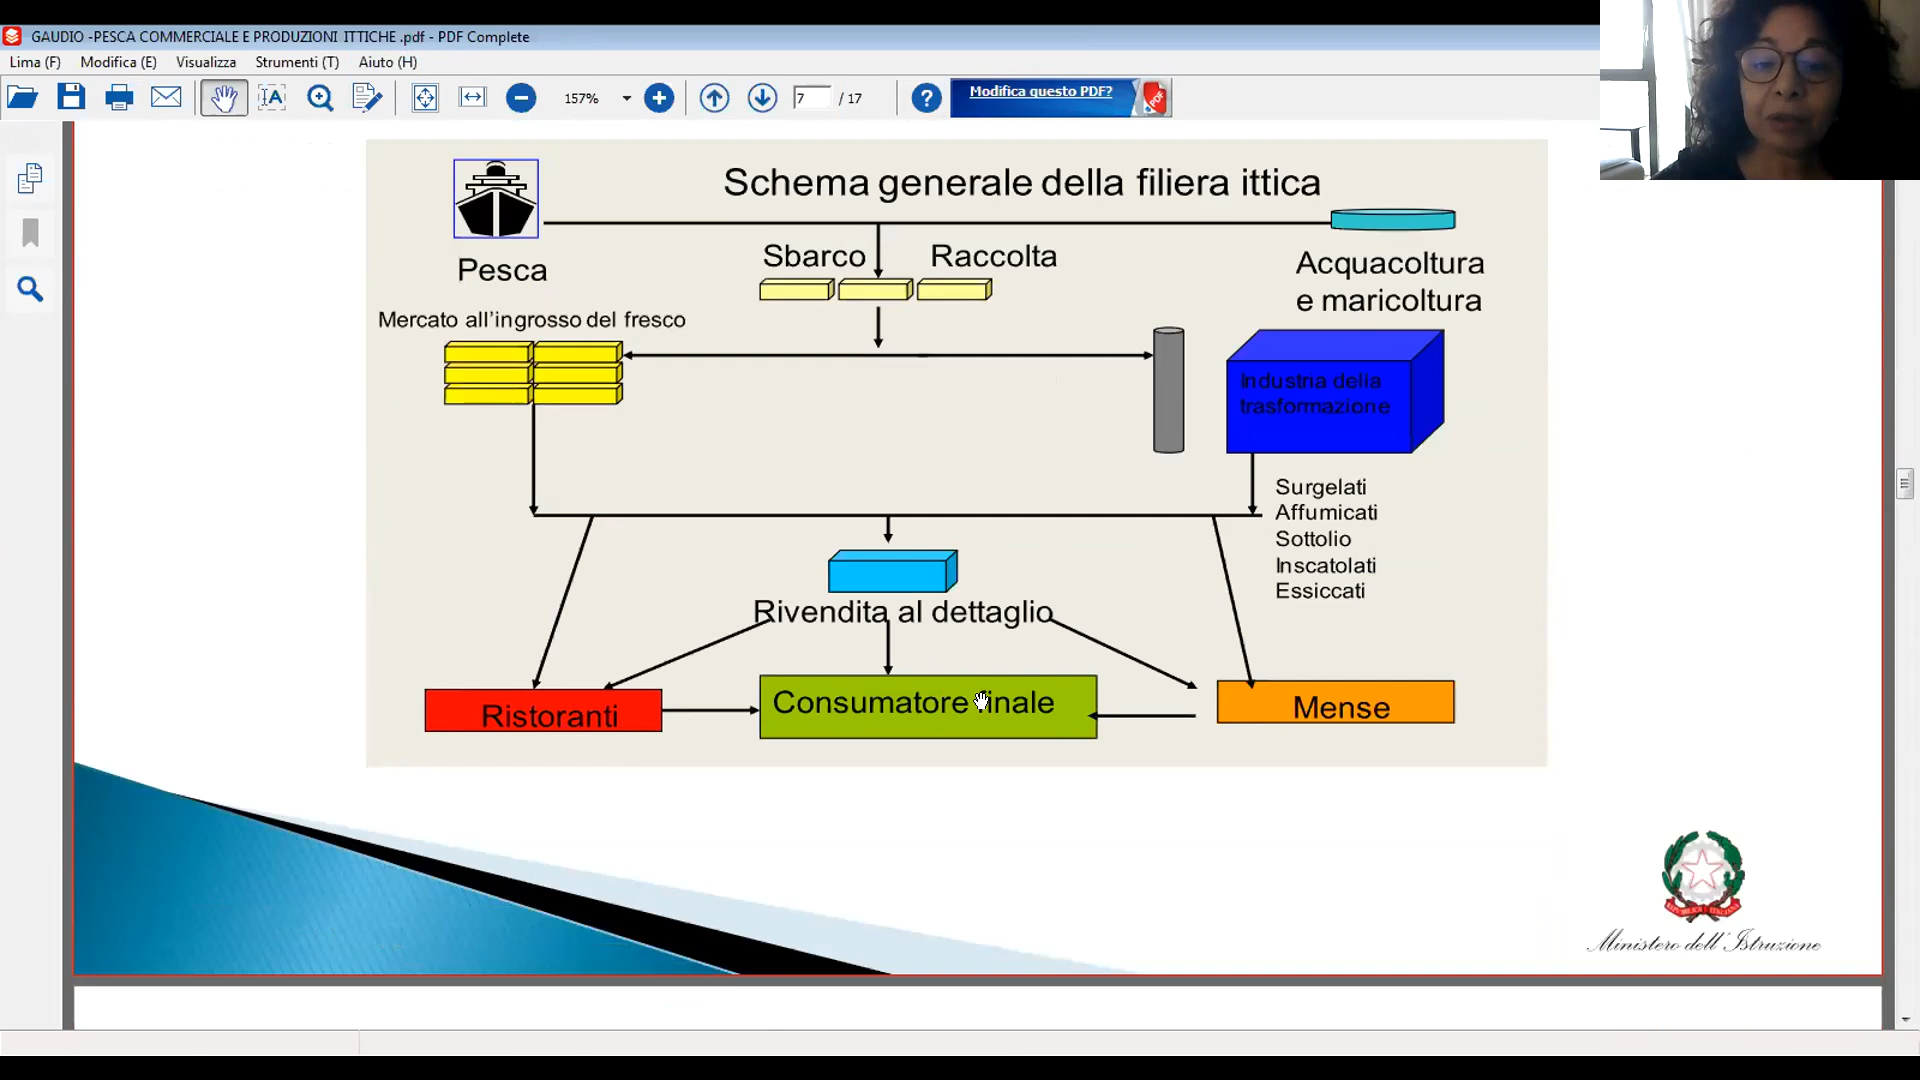 GAUDIO -PESCA COMMERCIALE E PRODUZIONI ITTICHE .pdf - PDF Complete
Lima (F) Modifica (E) Visualizza Strumenti (T) Aiuto (H)
157% 7 / 17 ? Modifica questo PDF? PDF
Schema generale della filiera ittica
Sbarco Raccolta
Pesca
Acquacoltura
e maricoltura
Mercato all'ingrosso del fresco
Industria della
trasformazione
Surgelati
Affumicati
Sottolio
Inscatolati
Essiccati
Rivendita al dettaglio
Ristoranti
Consumatore finale
Mense
Ministero dell'Istruzione